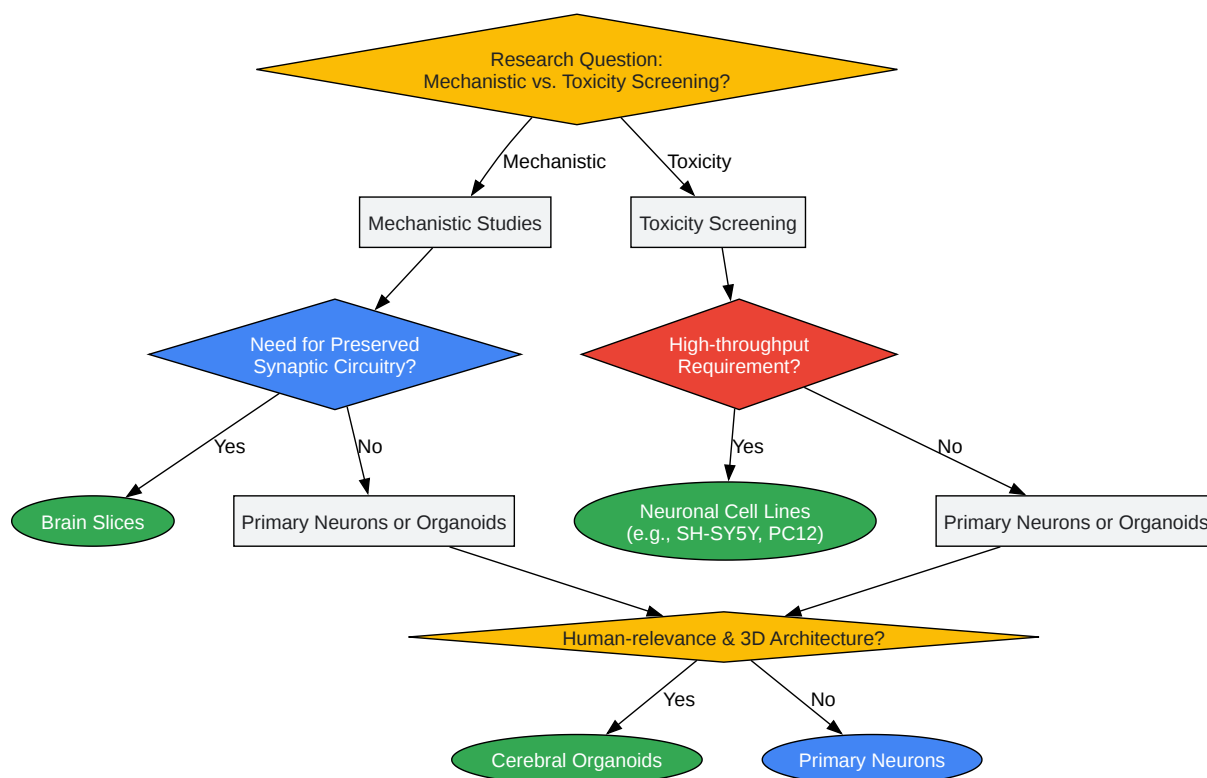 Research Question:
Mechanistic vs. Toxicity Screening?
Mechanistic
Toxicity
Mechanistic Studies
Toxicity Screening
Need for Preserved
Synaptic Circuitry?
High-throughput
Requirement?
Yes
No
Yes
No
Brain Slices
Primary Neurons or Organoids
Neuronal Cell Lines
(e.g., SH-SY5Y, PC12)
Primary Neurons or Organoids
Human-relevance & 3D Architecture?
Yes
No
Cerebral Organoids
Primary Neurons